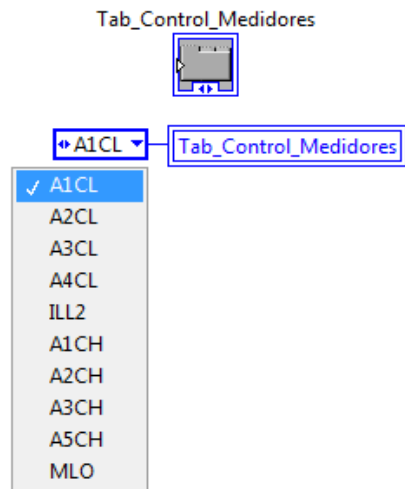 Tab_Control_Medidores
A1CL
Tab_Control_Medidores
A1CL
A2CL
A3CL
A4CL
ILL2
A1CH
A2CH
A3CH
A5CH
MLO